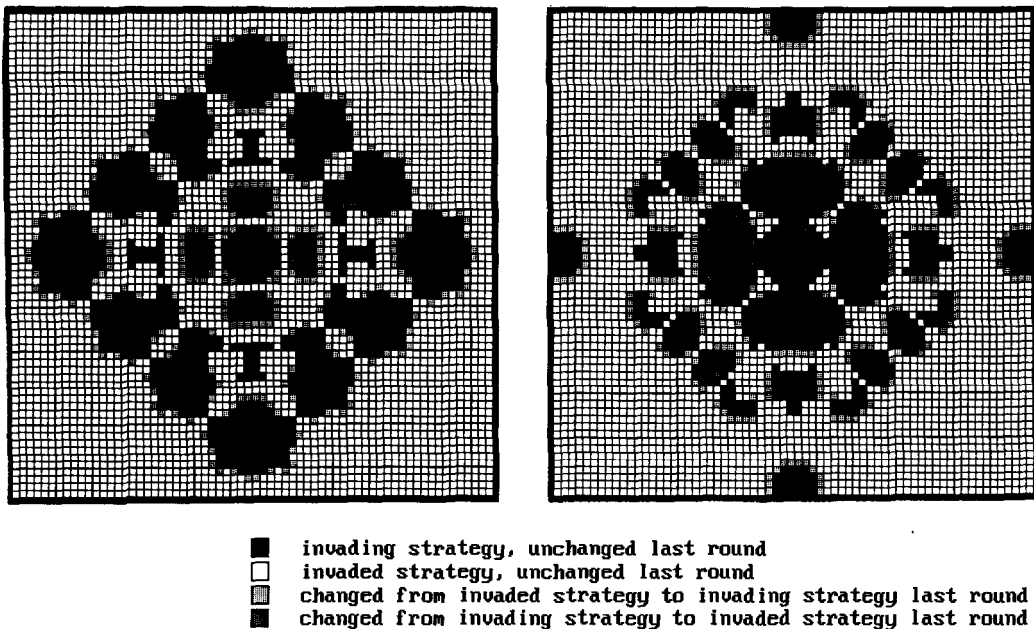 invading strategy, unchanged last round
invaded strategy, unchanged last round
changed from invaded strategy to invading strategy last round
changed from invading strategy to invaded strategy last round